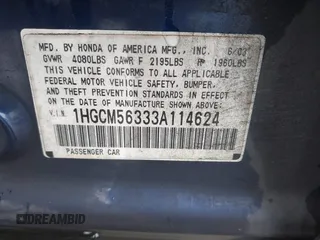 MFD. BY HONDA OF AMERICA MFG., INC. 6/03
GVWR 4080LBS GAWR F 2195LBS R 1960LBS
THIS VEHICLE CONFORMS TO ALL APPLICABLE
FEDERAL MOTOR VEHICLE SAFETY, BUMPER,
AND THEFT PREVENTION STANDARDS IN
EFFECT ON THE DATE OF MANUFACTURE SHOWN ABOVE.
V.I.N. 1HGCM56333A114624
PASSENGER CAR
DREAMBID